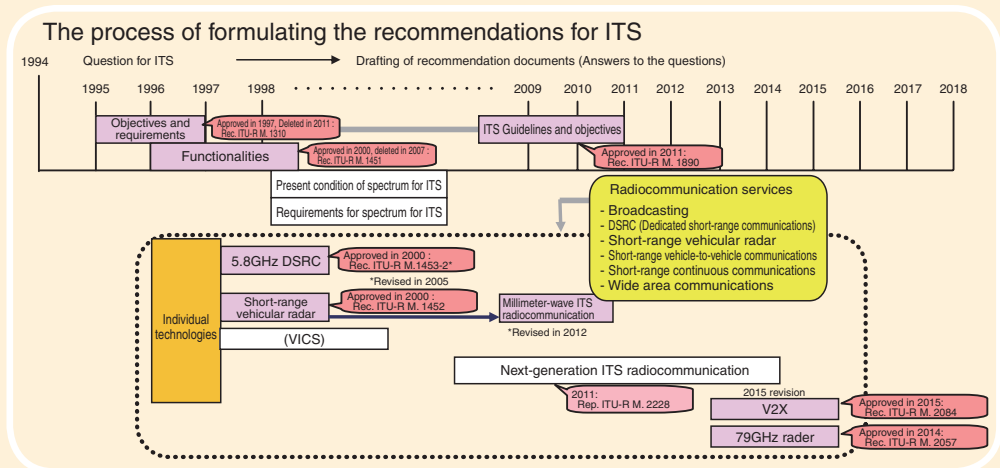 The process of formulating the recommendations for ITS
1994
Question for ITS
Drafting of recommendation documents (Answers to the questions)
1995 1996 1997 1998 2009 2010 2011 2012 2013 2014 2015 2016 2017 2018
Objectives and
requirements
Approved in 1997, Deleted in 2011 :
Rec. ITU-R M. 1310
ITS Guidelines and objectives
Functionalities
Approved in 2000, deleted in 2007 :
Rec. ITU-R M. 1451
Approved in 2011:
Rec. ITU-R M. 1890
Present condition of spectrum for ITS
Requirements for spectrum for ITS
Radiocommunication services
- Broadcasting
- DSRC (Dedicated short-range communications)
- Short-range vehicular radar
- Short-range vehicle-to-vehicle communications
- Short-range continuous communications
- Wide area communications
Individual
technologies
5.8GHz DSRC
Approved in 2000 :
Rec. ITU-R M.1453-2*
*Revised in 2005
Short-range
vehicular radar
Approved in 2000 :
Rec. ITU-R M. 1452
Millimeter-wave ITS
radiocommunication
*Revised in 2012
(VICS)
Next-generation ITS radiocommunication
2011:
Rep. ITU-R M. 2228
2015 revision
V2X
Approved in 2015:
Rec. ITU-R M. 2084
79GHz rader
Approved in 2014:
Rec. ITU-R M. 2057